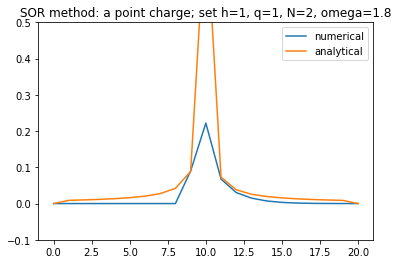 SOR method: a point charge; set h=1, q=1, N=2, omega=1.8
numerical
analytical
0.5
0.4
0.3
0.2
0.1
0.0
−0.1
0.0 2.5 5.0 7.5 10.0 12.5 15.0 17.5 20.0